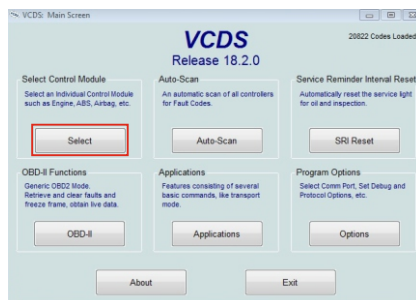 VCDS: Main Screen
VCDS
Release 18.2.0
20822 Codes Loaded
Select Control Module
Select an Individual Control Module
such as Engine, ABS, Airbag, etc.
Select
Auto-Scan
An automatic scan of all controllers
for Fault Codes.
Auto-Scan
Service Reminder Interval Reset
Automatically reset the service light
for oil and inspection.
SRI Reset
OBD-II Functions
Generic OBD2 Mode.
Retrieve and clear faults and
freeze frame, obtain live data.
OBD-II
Applications
Features consisting of several
basic commands, like transport
mode.
Applications
Program Options
Select Comm Port, Set Debug and
Protocol Options, etc.
Options
About
Exit